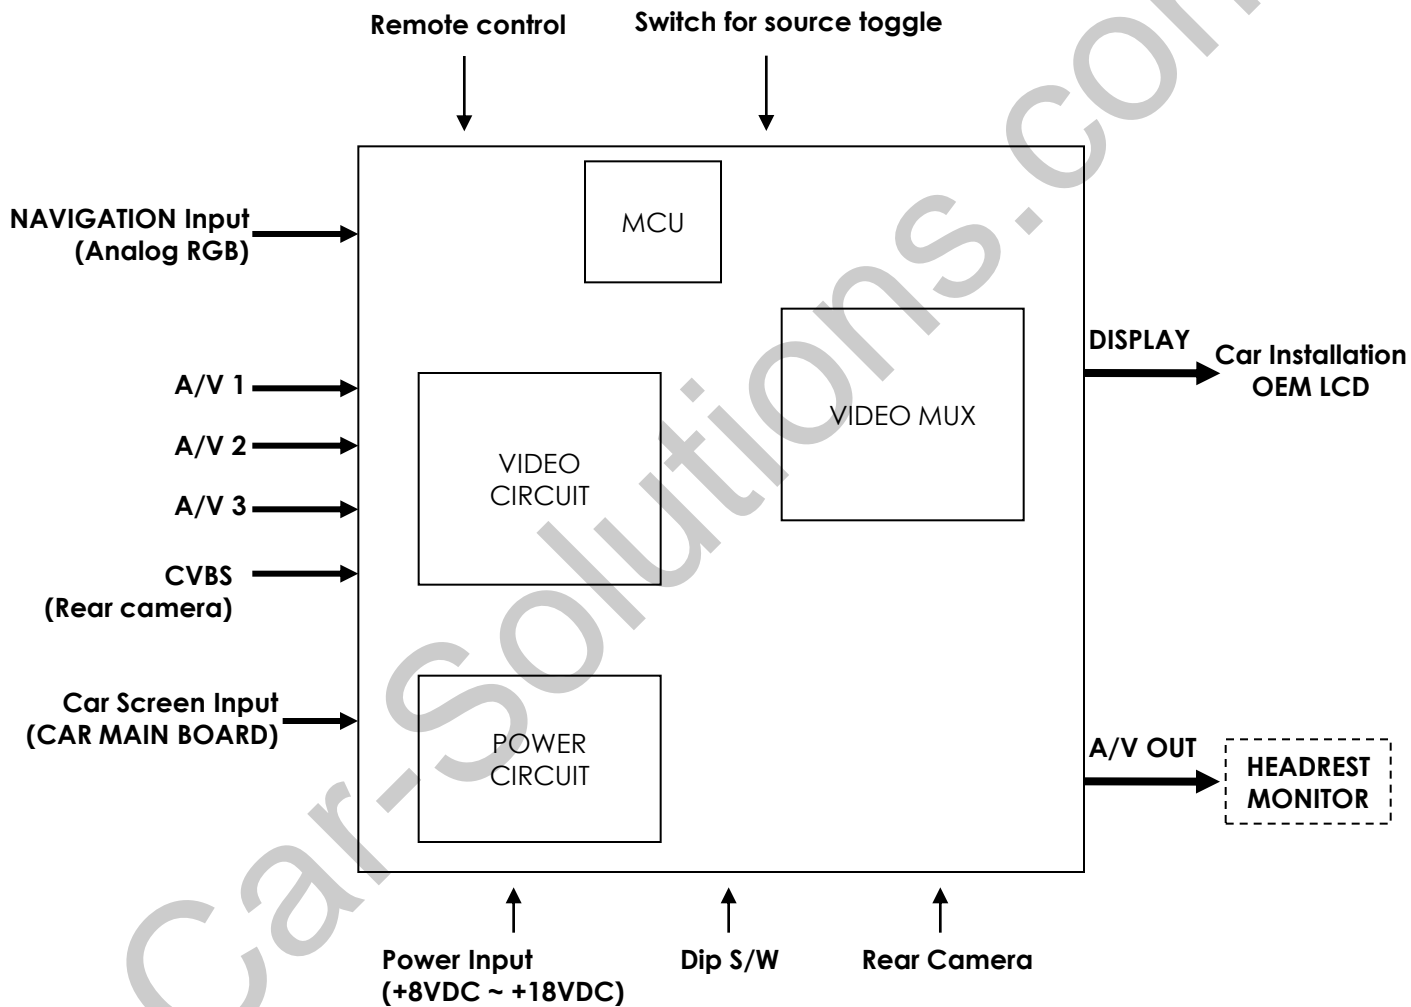 Remote control
Switch for source toggle
MCU
NAVIGATION Input
(Analog RGB)
DISPLAY
Car Installation
OEM LCD
A/V 1
VIDEO MUX
A/V 2
VIDEO
CIRCUIT
A/V 3
CVBS
(Rear camera)
Car Screen Input
(CAR MAIN BOARD)
POWER
CIRCUIT
A/V OUT
HEADREST
MONITOR
Power Input
(+8VDC ~ +18VDC)
Dip S/W
Rear Camera
Car-Solutions.com